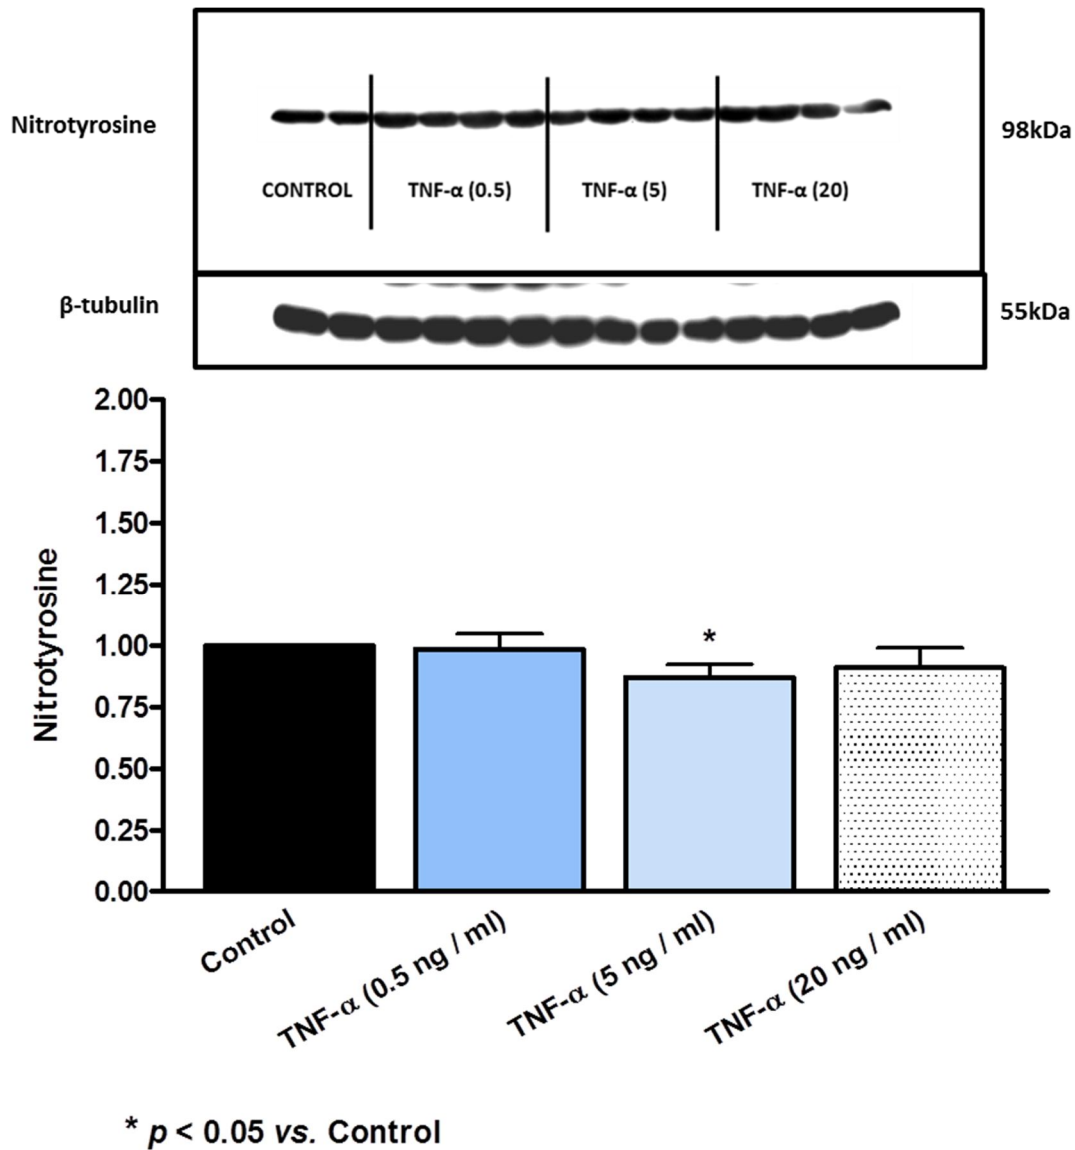 Nitrotyrosine
98kDa
CONTROL
TNF-α (0.5)
TNF-α (5)
TNF-α (20)
β-tubulin
55kDa
2.00
1.75
1.50
1.25
1.00
0.75
0.50
0.25
0.00
Nitrotyrosine
*
Control
TNF-α (0.5 ng / ml)
TNF-α (5 ng / ml)
TNF-α (20 ng / ml)
* p < 0.05 vs. Control